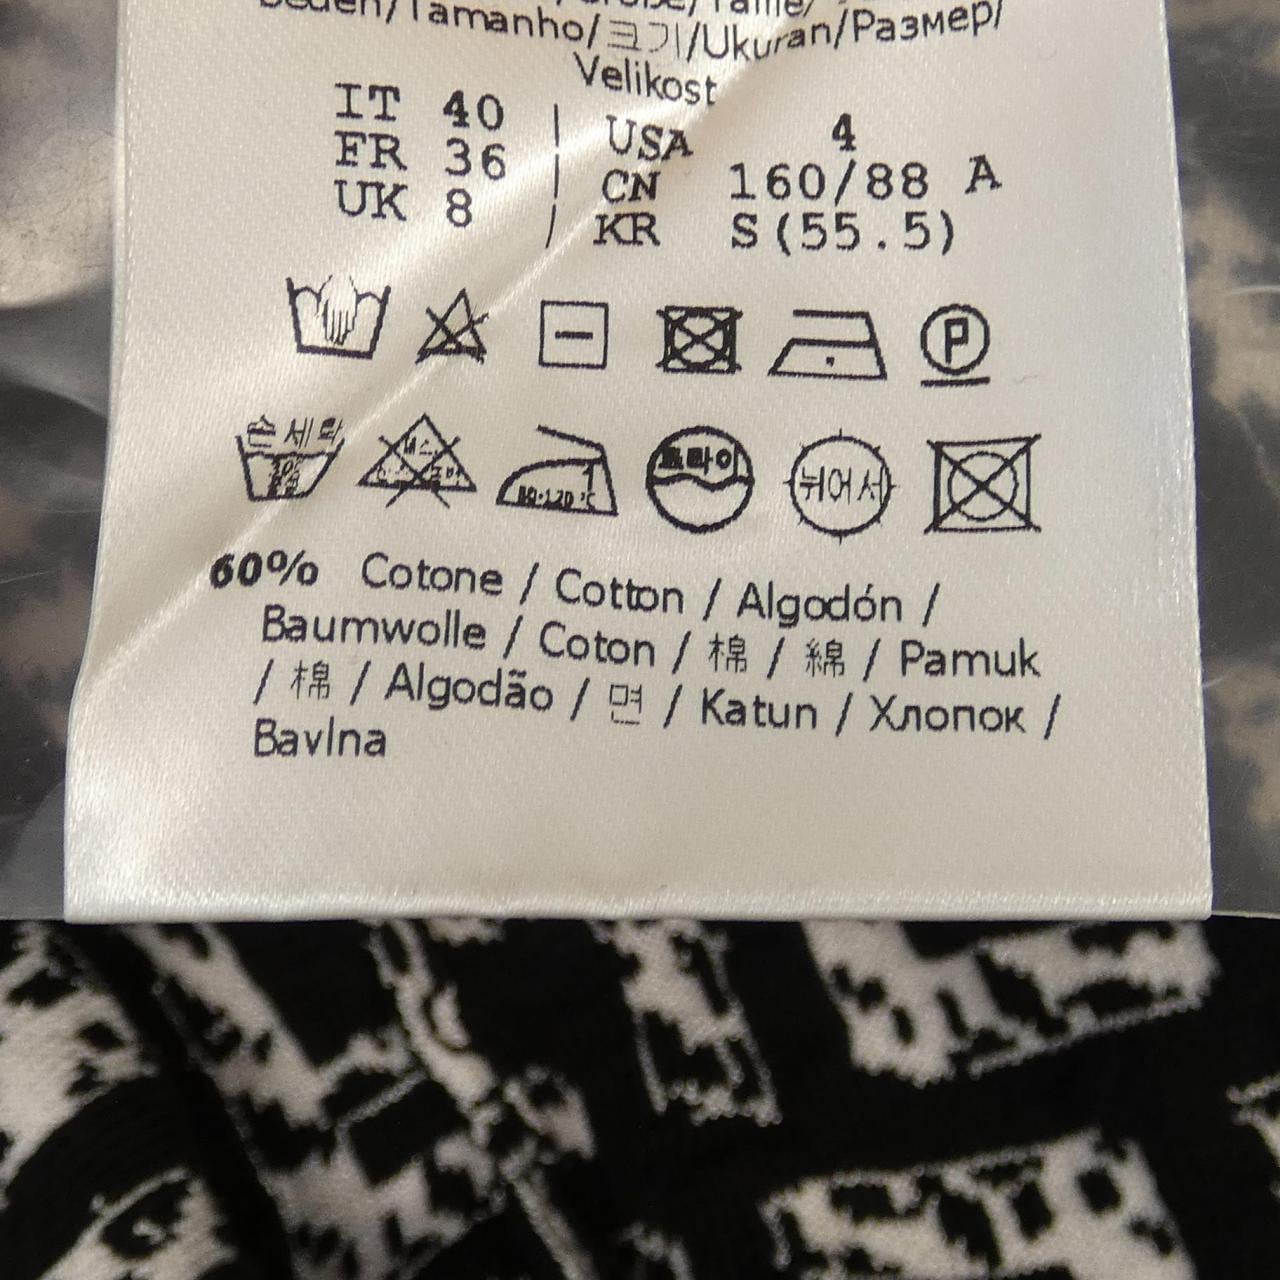 Beden/Tamanho/크기/Ukuran/Размер/
Velikost
IT 40 | USA 4
FR 36 | CN 160/88 A
UK 8 | KR S(55.5)
P
손세탁
드라이
뉘어서
60% Cotone / Cotton / Algodón /
Baumwolle / Coton / 棉 / 綿 / Pamuk
/ 棉 / Algodão / 면 / Katun / Хлопок /
Bavlna